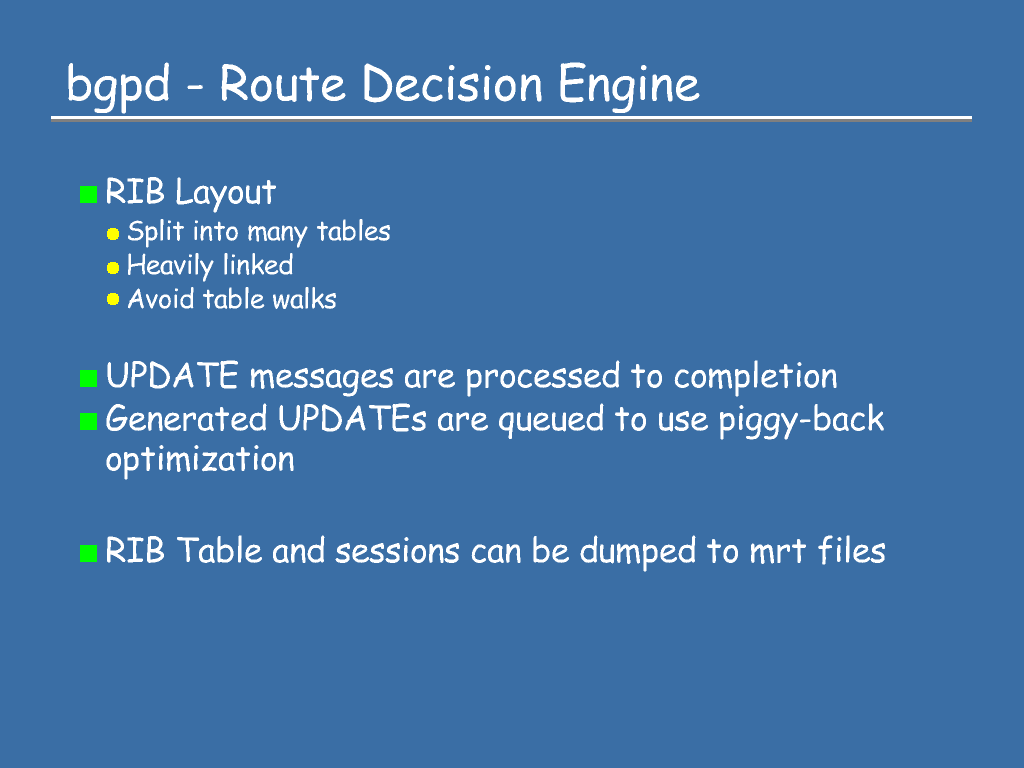 bgpd - Route Decision Engine
RIB Layout
Split into many tables
Heavily linked
Avoid table walks
UPDATE messages are processed to completion
Generated UPDATEs are queued to use piggy-back
optimization
RIB Table and sessions can be dumped to mrt files